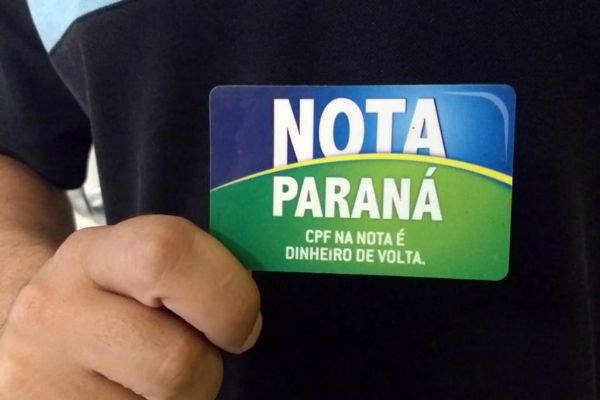 NOTA
PARANÁ
CPF NA NOTA É
DINHEIRO DE VOLTA.